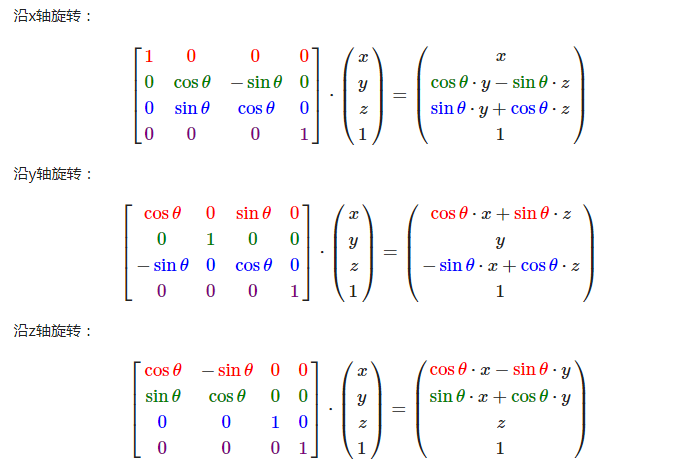 沿x轴旋转：
[1 0 0 0] (x) (x)
[0 cosθ −sinθ 0] (y) (cosθ·y−sinθ·z)
[0 sinθ cosθ 0] · (z) = (sinθ·y+cosθ·z)
[0 0 0 1] (1) (1)
沿y轴旋转：
[cosθ 0 sinθ 0] (x) (cosθ·x+sinθ·z)
[0 1 0 0] (y) (y)
[−sinθ 0 cosθ 0] · (z) = (−sinθ·x+cosθ·z)
[0 0 0 1] (1) (1)
沿z轴旋转：
[cosθ −sinθ 0 0] (x) (cosθ·x−sinθ·y)
[sinθ cosθ 0 0] (y) (sinθ·x+cosθ·y)
[0 0 1 0] · (z) = (z)
[0 0 0 1] (1) (1)